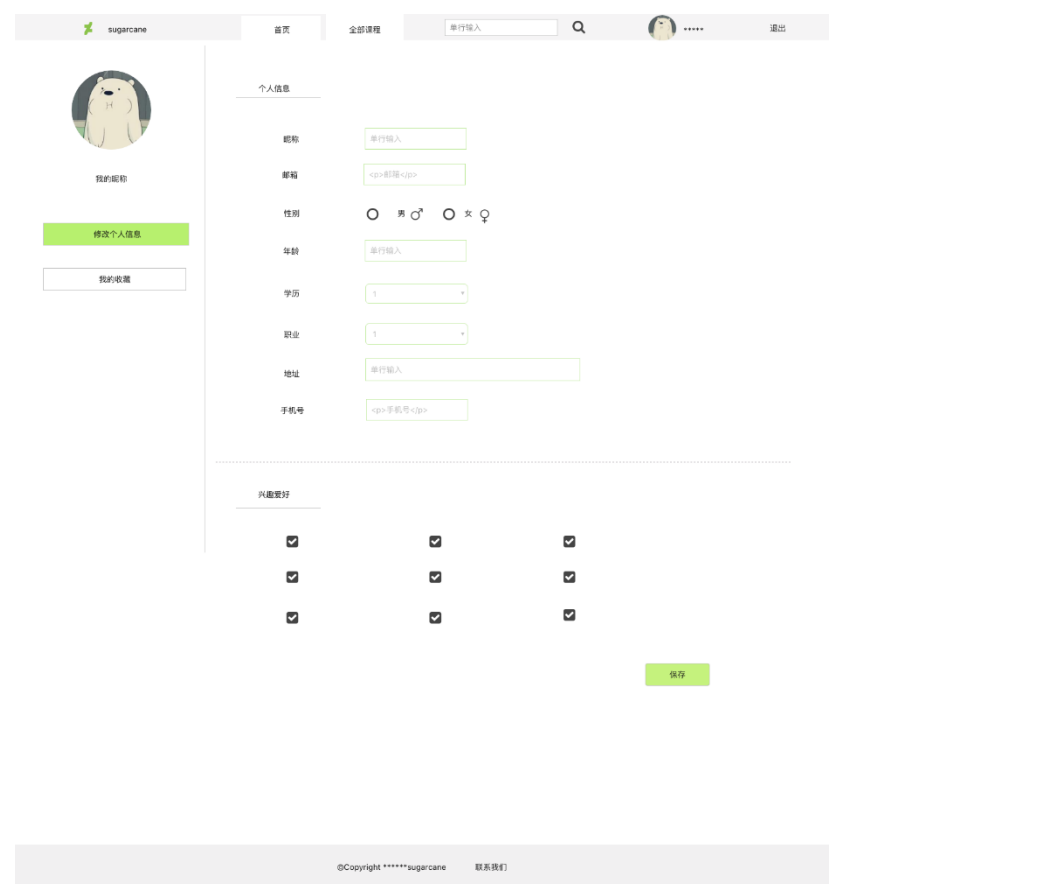 sugarcane 首页 全部课程 单行输入 ***** 退出
我的昵称
修改个人信息
我的收藏
个人信息
昵称 单行输入
邮箱 <p>邮箱</p>
性别 男 女
年龄 单行输入
学历 1
职业 1
地址 单行输入
手机号 <p>手机号</p>
兴趣爱好
保存
©Copyright ******sugarcane 联系我们